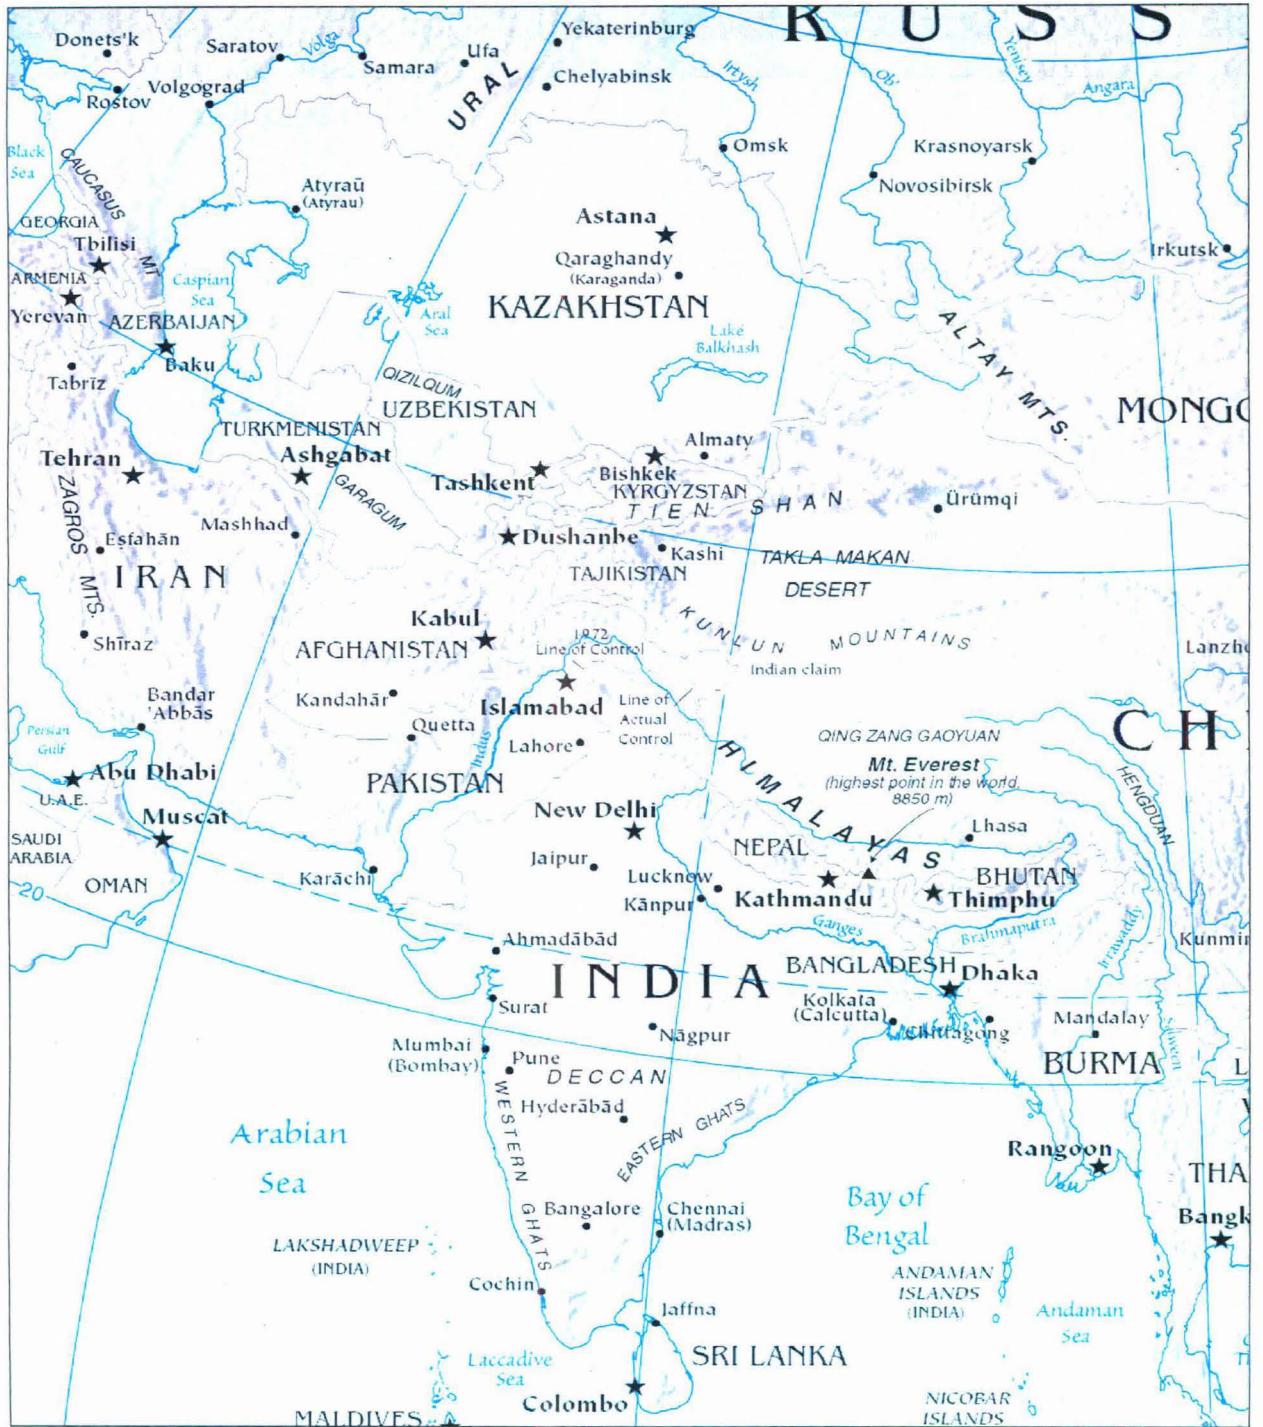 R U S S
Donets'k
Saratov
Volga
Samara
Ufa
Yekaterinburg
Chelyabinsk
URAL
Irtysh
Ob'
Yenisey
Angara
Rostov
Volgograd
Omsk
Krasnoyarsk
Novosibirsk
Black
Sea
CAUCASUS
MT
Atyraū
(Atyrau)
Astana
Qaraghandy
(Karaganda)
Irkutsk
GEORGIA
Tbilisi
ARMENIA
Yerevan
AZERBAIJAN
Baku
Caspian
Sea
Aral
Sea
KAZAKHSTAN
Lake
Balkhash
ALTAY MTS.
MONGO
Tabrīz
QIZILQUM
UZBEKISTAN
TURKMENISTAN
Ashgabat
Tehran
Tashkent
Bishkek
Almaty
KYRGYZSTAN
TIEN SHAN
Ürümqi
ZAGROS
MTS.
GARAGUM
Mashhad
Eşfahān
IRAN
Dushanbe
Kashi
TAJIKISTAN
TAKLA MAKAN
DESERT
KUNLUN MOUNTAINS
Kabul
AFGHANISTAN
1972
Line of Control
Indian claim
Lanzho
Shīraz
Kandahār
Islamabad
Line of
Actual
Control
Bandar
'Abbās
Quetta
Indus
Lahore
CHI
QING ZANG GAOYUAN
Mt. Everest
(highest point in the world,
8850 m)
HENGDUAN
Persian
Gulf
Abu Dhabi
U.A.E.
Muscat
PAKISTAN
New Delhi
HIMALAYAS
Lhasa
SAUDI
ARABIA
OMAN
20
Karāchi
Jaipur
NEPAL
Lucknow
Kānpur
Kathmandu
BHUTAN
Thimphu
Ganges
Brahmaputra
Irrawaddy
Kunmin
Ahmadābād
INDIA
BANGLADESH
Dhaka
Surat
Kolkata
(Calcutta)
Chittagong
Mandalay
Salween
Nāgpur
Mumbai
(Bombay)
Pune
DECCAN
BURMA
L
Hyderābād
WESTERN GHATS
EASTERN GHATS
Arabian
Sea
Rangoon
THA
Bangk
Bangalore
Chennai
(Madras)
Bay of
Bengal
LAKSHADWEEP
(INDIA)
Cochin
ANDAMAN
ISLANDS
(INDIA)
Andaman
Sea
Jaffna
Laccadive
Sea
SRI LANKA
Colombo
NICOBAR
ISLANDS
MALDIVES